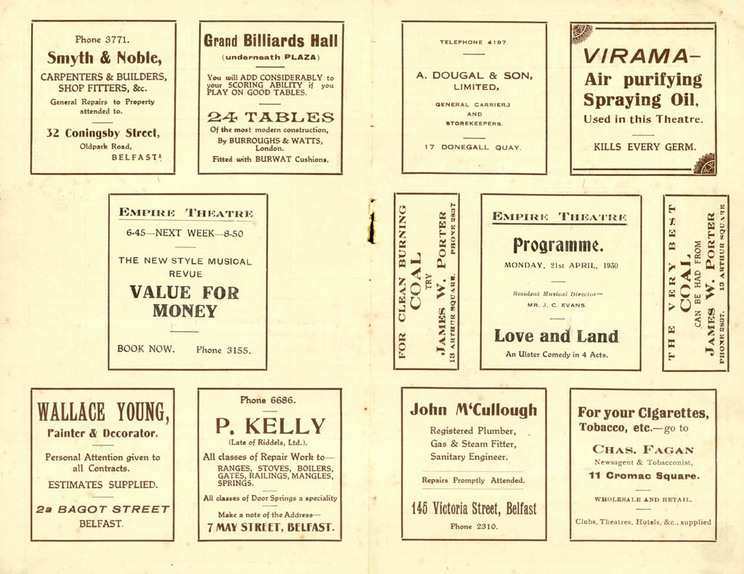 Phone 3771.
Smyth & Noble,
CARPENTERS & BUILDERS,
SHOP FITTERS, &c.
General Repairs to Property
attended to.
32 Coningsby Street,
Oldpark Road,
BELFAST.
Grand Billiards Hall
(underneath PLAZA)
You will ADD CONSIDERABLY to
your SCORING ABILITY if you
PLAY ON GOOD TABLES.
24 TABLES
Of the most modern construction,
By BURROUGHS & WATTS,
London.
Fitted with BURWAT Cushions.
EMPIRE THEATRE
6-45—NEXT WEEK—8-50
THE NEW STYLE MUSICAL
REVUE
VALUE FOR
MONEY
BOOK NOW. Phone 3155.
WALLACE YOUNG,
Painter & Decorator.
Personal Attention given to
all Contracts.
ESTIMATES SUPPLIED.
2a BAGOT STREET
BELFAST.
Phone 6686.
P. KELLY
(Late of Riddels, Ltd.).
All classes of Repair Work to—
RANGES, STOVES, BOILERS,
GATES, RAILINGS, MANGLES,
SPRINGS.
All classes of Door Springs a speciality
Make a note of the Address—
7 MAY STREET, BELFAST.
TELEPHONE 4197.
A. DOUGAL & SON,
LIMITED,
GENERAL CARRIERS
AND
STOREKEEPERS.
17 DONEGALL QUAY.
VIRAMA—
Air purifying
Spraying Oil,
Used in this Theatre.
KILLS EVERY GERM.
FOR CLEAN BURNING
COAL
TRY
JAMES W. PORTER
13 ARTHUR SQUARE. PHONE 2837
EMPIRE THEATRE
Programme.
MONDAY, 21st APRIL, 1930
Resident Musical Director—
MR. J. C. EVANS.
Love and Land
An Ulster Comedy in 4 Acts.
THE VERY BEST
COAL
CAN BE HAD FROM
JAMES W. PORTER
PHONE 2837. 13 ARTHUR SQUARE
John M'Cullough
Registered Plumber,
Gas & Steam Fitter,
Sanitary Engineer.
Repairs Promptly Attended.
145 Victoria Street, Belfast
Phone 2310.
For your Cigarettes,
Tobacco, etc.—go to
CHAS. FAGAN
Newsagent & Tobacconist,
11 Cromac Square.
WHOLESALE AND RETAIL.
Clubs, Theatres, Hotels, &c., supplied